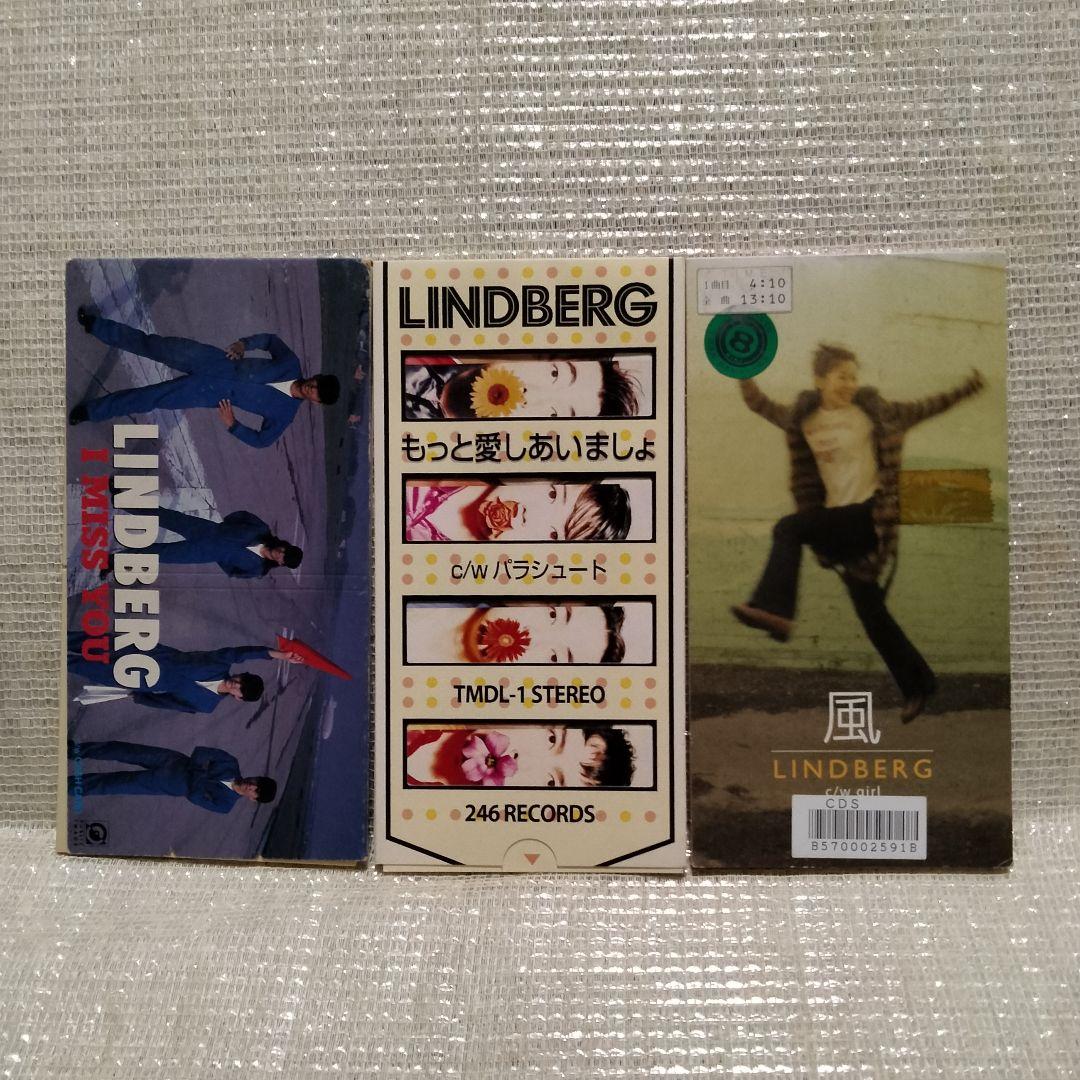 LINDBERG
I MISS YOU
LINDBERG
もっと愛しあいましょ
c/w パラシュート
TMDL-1 STEREO
246 RECORDS
TIME
1曲目 4:10
全 曲 13:10
8
風
LINDBERG
c/w girl
CDS
B570002591B